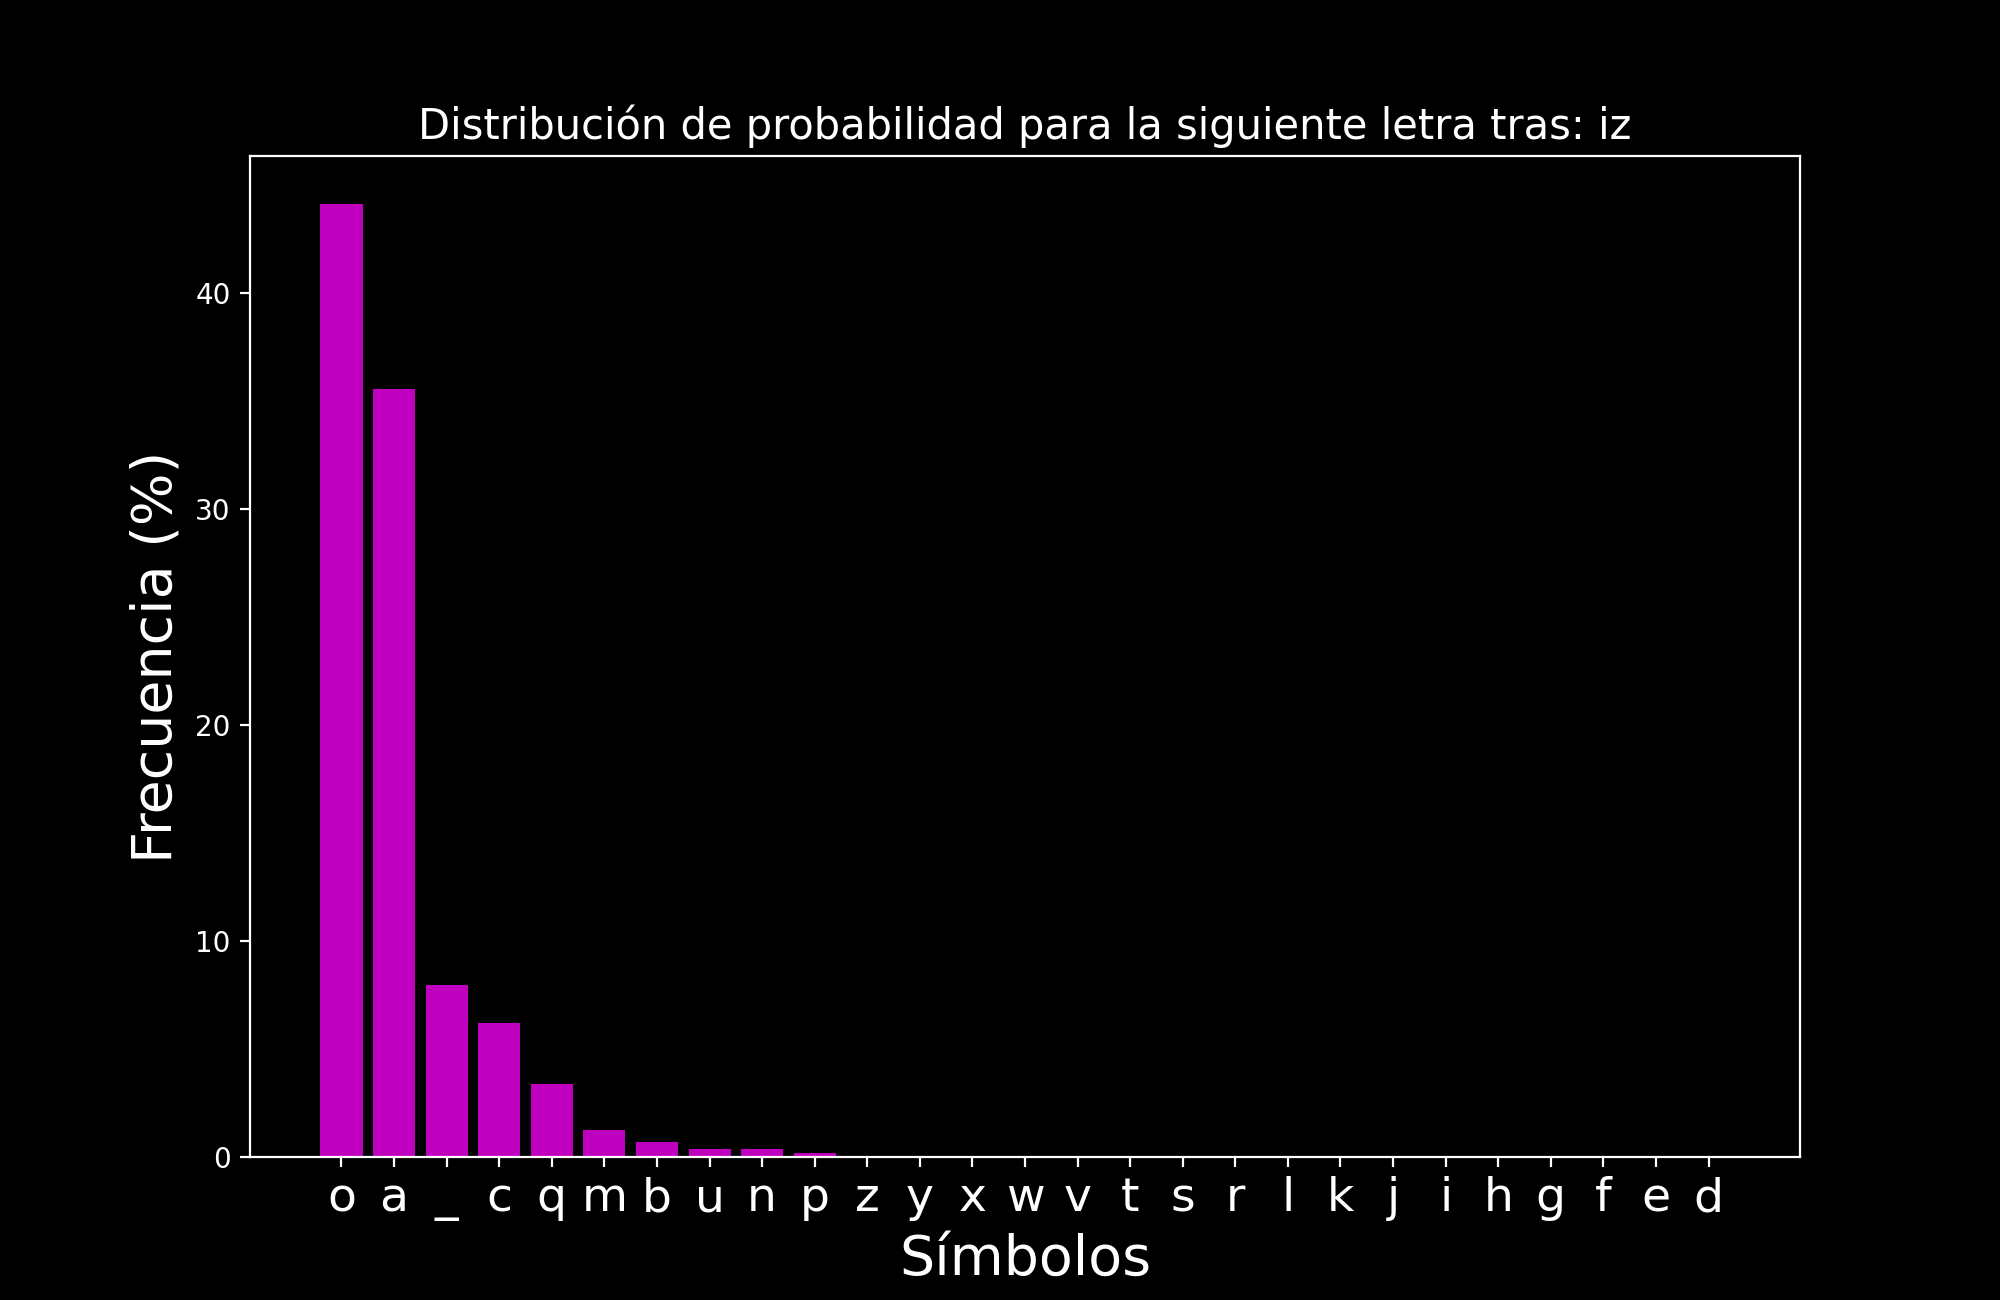 Distribución de probabilidad para la siguiente letra tras: iz
Frecuencia (%)
40
30
20
10
0
o a _ c q m b u n p z y x w v t s r l k j i h g f e d
Símbolos